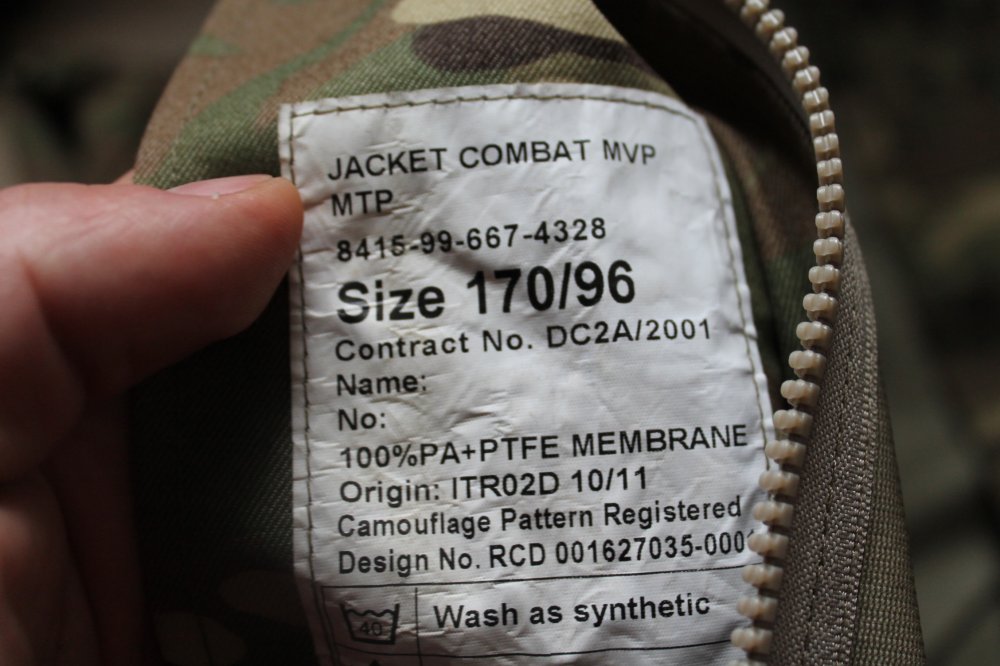 JACKET COMBAT MVP
MTP
8415-99-667-4328
Size 170/96
Contract No. DC2A/2001
Name:
No:
100%PA+PTFE MEMBRANE
Origin: ITR02D 10/11
Camouflage Pattern Registered
Design No. RCD 001627035-0001
40 Wash as synthetic